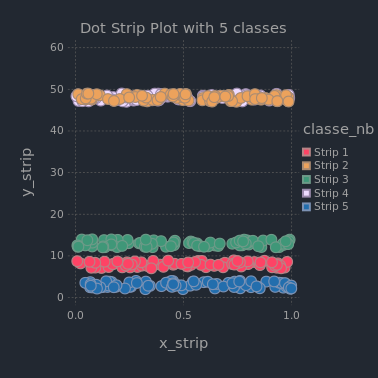 Dot Strip Plot with 5 classes
60
50
40
30
20
10
0
y_strip
0.0
0.5
1.0
x_strip
classe_nb
Strip 1
Strip 2
Strip 3
Strip 4
Strip 5